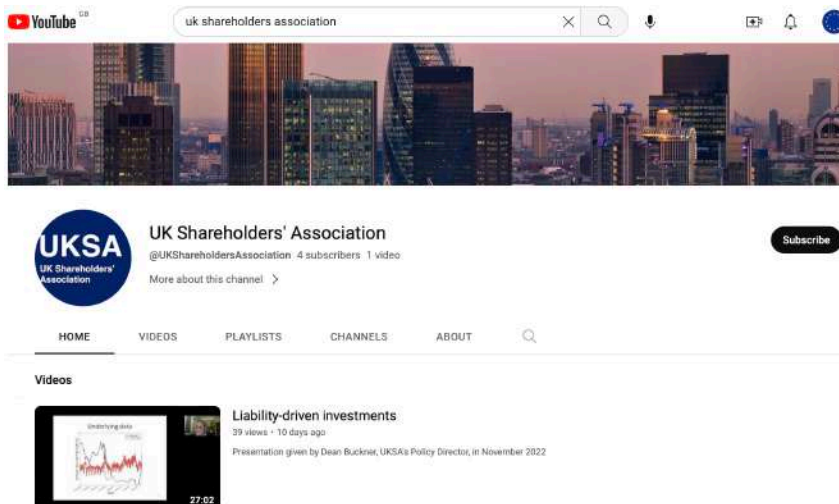 YouTube GB
uk shareholders association
UKSA
UK Shareholders'
Association
UK Shareholders' Association
@UKShareholdersAssociation 4 subscribers 1 video
More about this channel
Subscribe
HOME VIDEOS PLAYLISTS CHANNELS ABOUT
Videos
Underlying data
27:02
Liability-driven investments
39 views • 10 days ago
Presentation given by Dean Buckner, UKSA's Policy Director, in November 2022